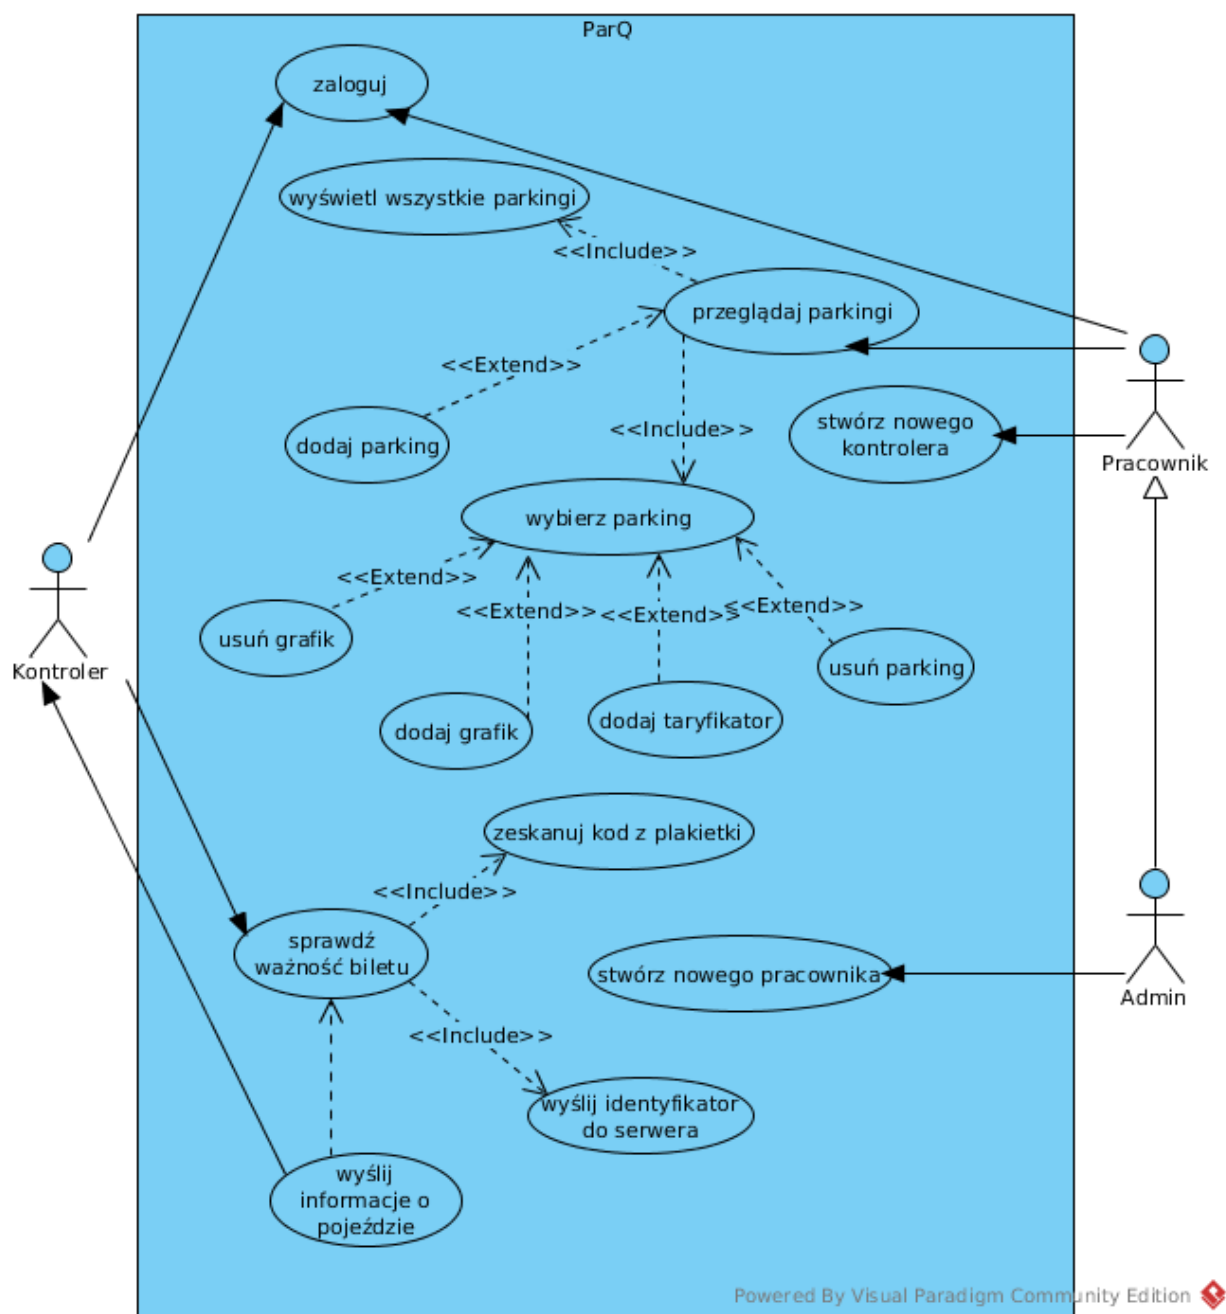 ParQ
zaloguj
wyświetl wszystkie parkingi
<<Include>>
przeglądaj parkingi
<<Extend>>
stwórz nowego
kontrolera
<<Include>>
dodaj parking
Pracownik
wybierz parking
<<Extend>>
<<Extend>>
<<Extend>>
<<Extend>>
usuń grafik
usuń parking
Kontroler
dodaj grafik
dodaj taryfikator
zeskanuj kod z plakietki
<<Include>>
sprawdź
ważność biletu
stwórz nowego pracownika
Admin
<<Include>>
wyślij identyfikator
do serwera
wyślij
informacje o
pojeździe
Powered By Visual Paradigm Community Edition